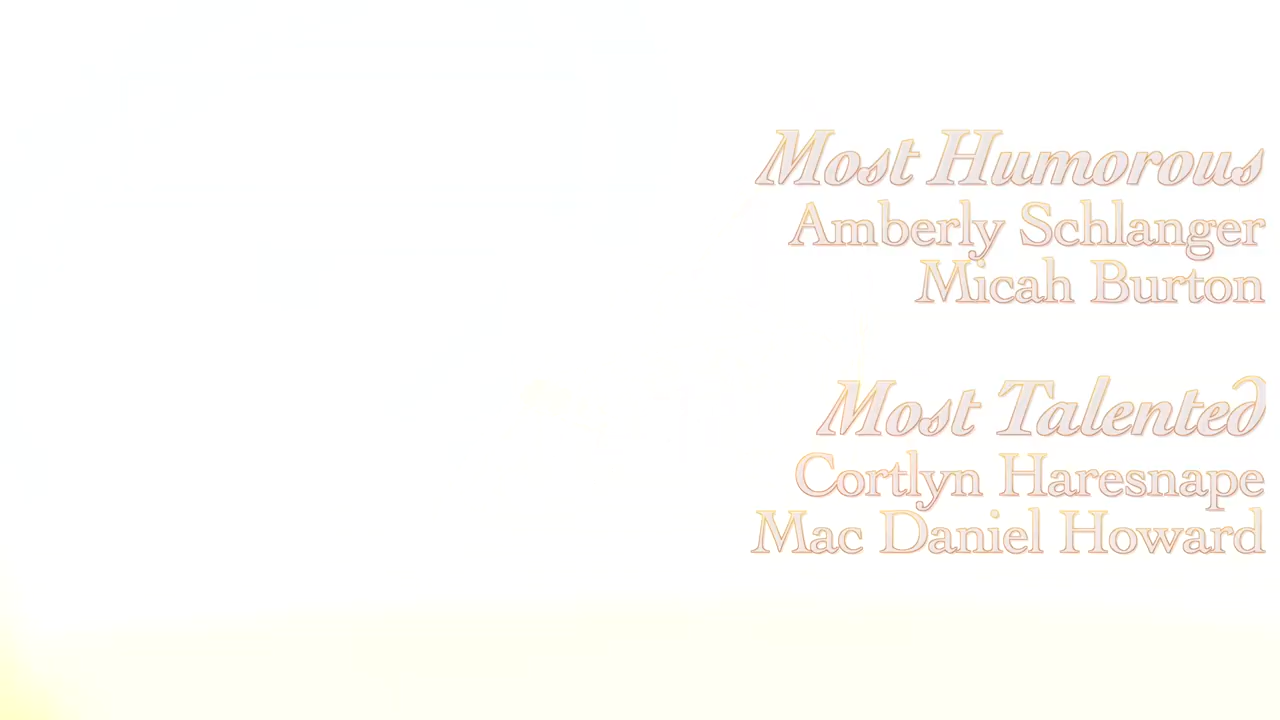 Most Humorous
Amberly Schlanger
Micah Burton
Most Talented
Cortlyn Haresnape
Mac Daniel Howard